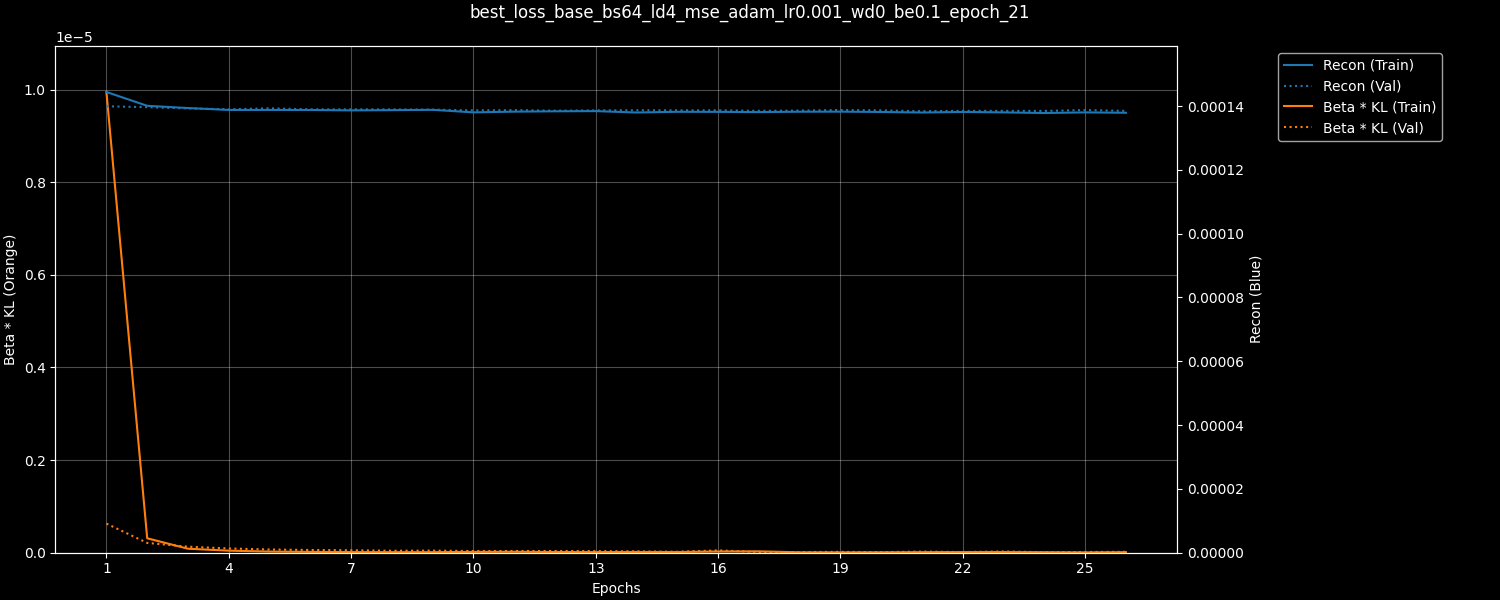 best_loss_base_bs64_ld4_mse_adam_lr0.001_wd0_be0.1_epoch_21
1e−5
1.0
0.8
0.6
0.4
0.2
0.0
Beta * KL (Orange)
1 4 7 10 13 16 19 22 25
Epochs
0.00014
0.00012
0.00010
0.00008
0.00006
0.00004
0.00002
0.00000
Recon (Blue)
Recon (Train)
Recon (Val)
Beta * KL (Train)
Beta * KL (Val)